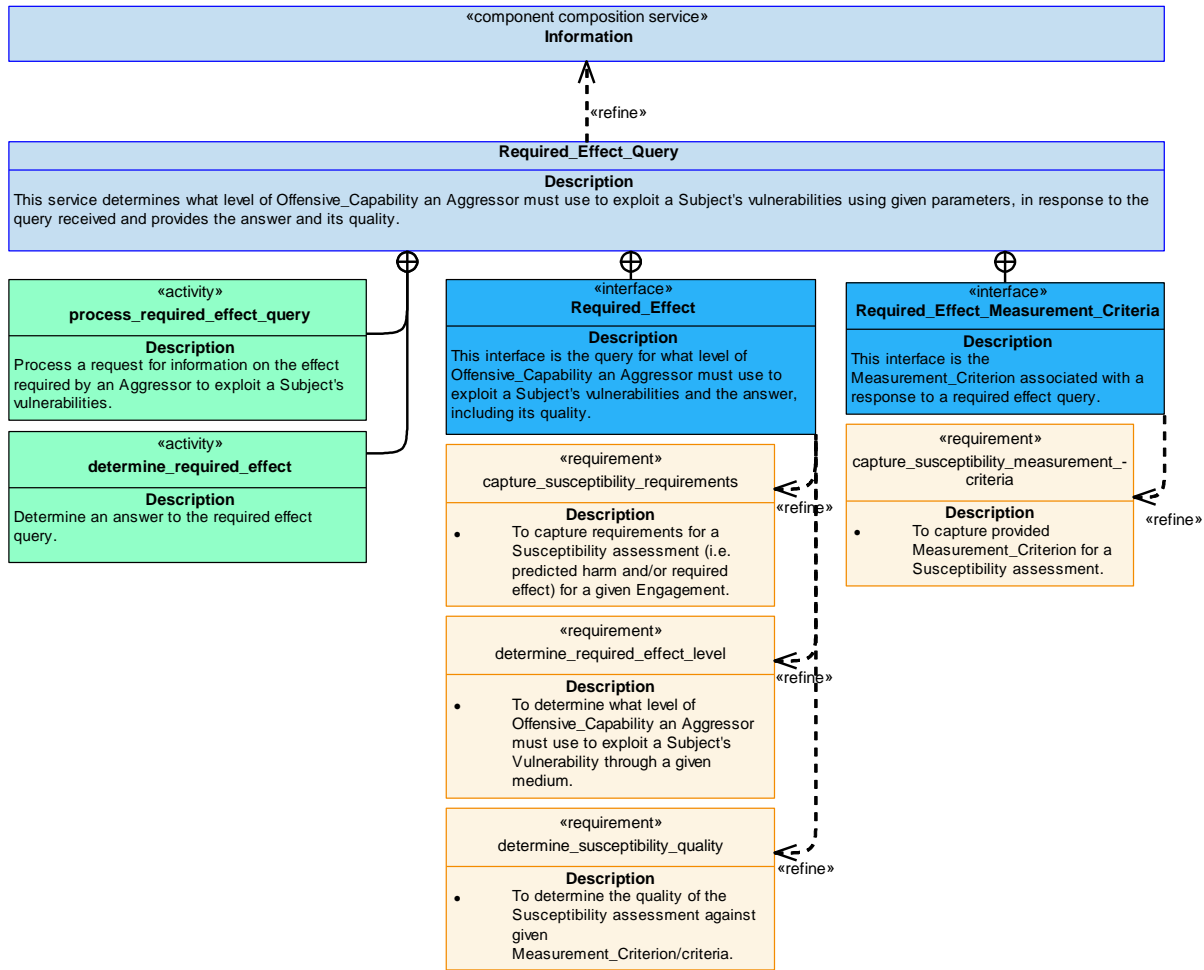 «component composition service»
Information
«refine»
Required_Effect_Query
Description
This service determines what level of Offensive_Capability an Aggressor must use to exploit a Subject's vulnerabilities using given parameters, in response to the
query received and provides the answer and its quality.
«activity»
process_required_effect_query
Description
Process a request for information on the effect
required by an Aggressor to exploit a Subject's
vulnerabilities.
«activity»
determine_required_effect
Description
Determine an answer to the required effect
query.
«interface»
Required_Effect
Description
This interface is the query for what level of
Offensive_Capability an Aggressor must use to
exploit a Subject's vulnerabilities and the answer,
including its quality.
«requirement»
capture_susceptibility_requirements
Description
• To capture requirements for a
Susceptibility assessment (i.e.
predicted harm and/or required
effect) for a given Engagement.
«refine»
«requirement»
determine_required_effect_level
Description
• To determine what level of
Offensive_Capability an Aggressor
must use to exploit a Subject's
Vulnerability through a given
medium.
«refine»
«requirement»
determine_susceptibility_quality
Description
• To determine the quality of the
Susceptibility assessment against
given
Measurement_Criterion/criteria.
«refine»
«interface»
Required_Effect_Measurement_Criteria
Description
This interface is the
Measurement_Criterion associated with a
response to a required effect query.
«requirement»
capture_susceptibility_measurement_-
criteria
Description
• To capture provided
Measurement_Criterion for a
Susceptibility assessment.
«refine»